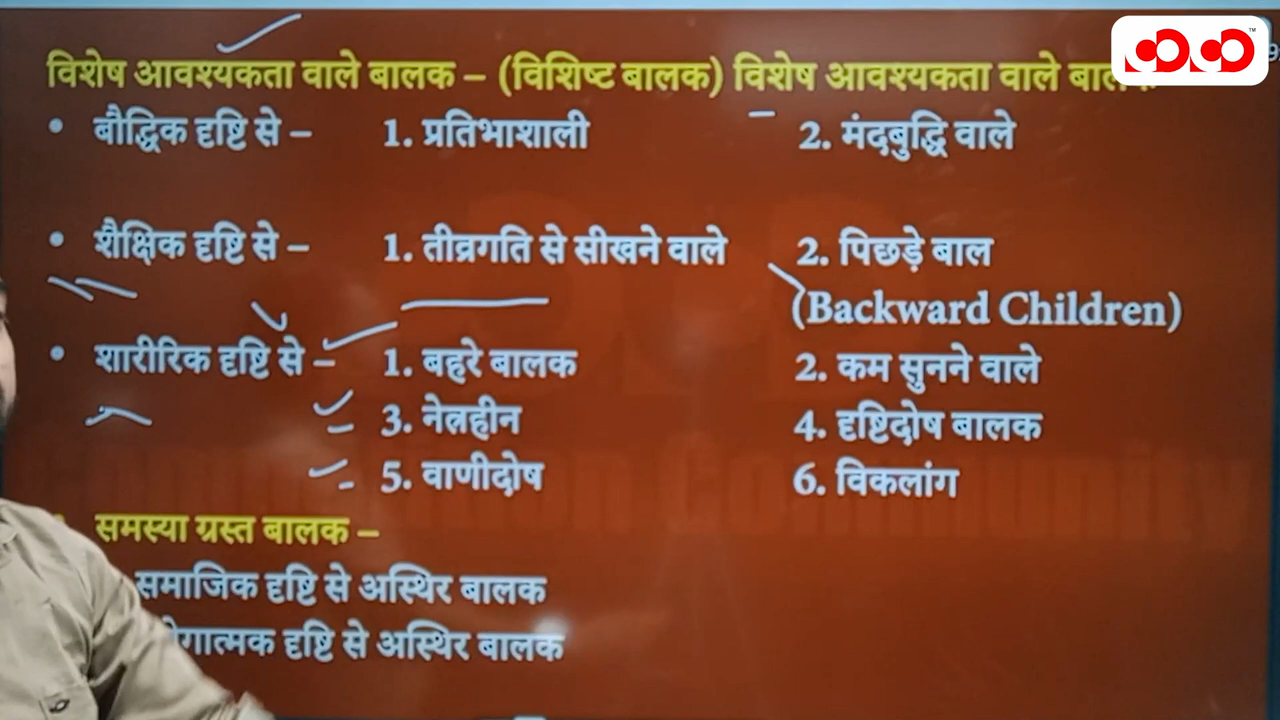 विशेष आवश्यकता वाले बालक – (विशिष्ट बालक) विशेष आवश्यकता वाले
• बौद्धिक दृष्टि से – 1. प्रतिभाशाली 2. मंदबुद्धि वाले
• शैक्षिक दृष्टि से – 1. तीव्रगति से सीखने वाले 2. पिछड़े बाल
(Backward Children)
• शारीरिक दृष्टि से – 1. बहरे बालक 2. कम सुनने वाले
3. नेत्रहीन 4. दृष्टिदोष बालक
5. वाणीदोष 6. विकलांग
समस्या ग्रस्त बालक –
समाजिक दृष्टि से अस्थिर बालक
दृष्टि से अस्थिर बालक